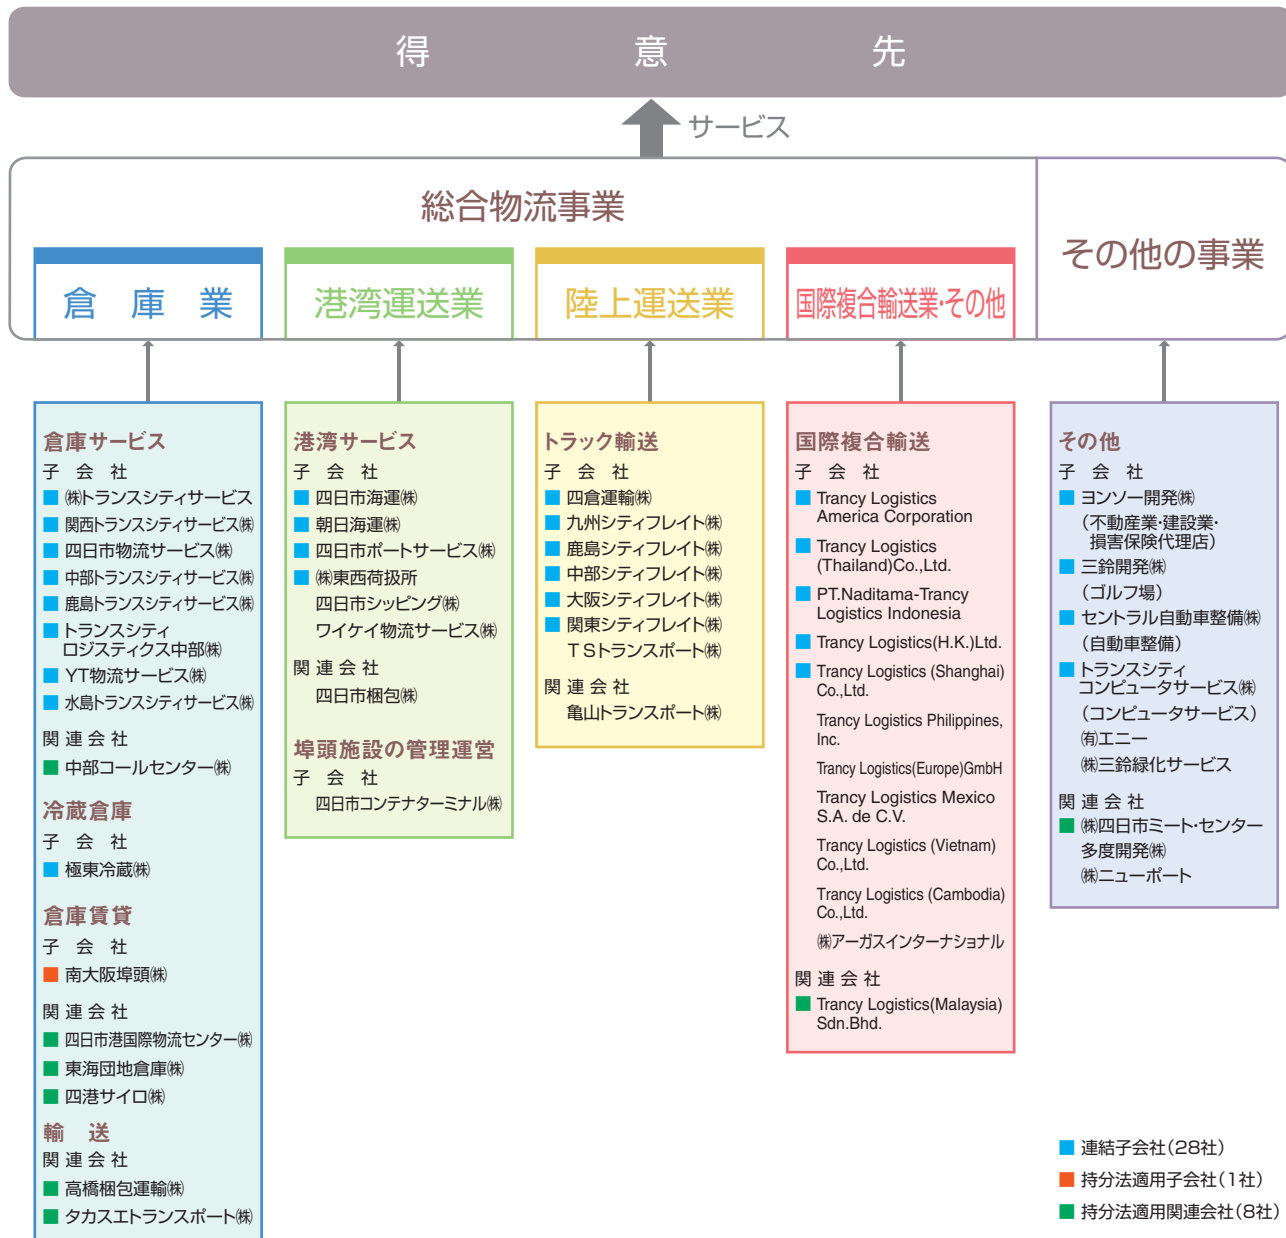 得意先
サービス
総合物流事業
その他の事業
倉庫業
港湾運送業
陸上運送業
国際複合輸送業・その他
倉庫サービス
子会社
㈱トランスシティサービス
関西トランスシティサービス㈱
四日市物流サービス㈱
中部トランスシティサービス㈱
鹿島トランスシティサービス㈱
トランスシティ
ロジスティクス中部㈱
YT物流サービス㈱
水島トランスシティサービス㈱
関連会社
中部コールセンター㈱
冷蔵倉庫
子会社
極東冷蔵㈱
倉庫賃貸
子会社
南大阪埠頭㈱
関連会社
四日市港国際物流センター㈱
東海団地倉庫㈱
四港サイロ㈱
輸送
関連会社
高橋梱包運輸㈱
タカスエトランスポート㈱
港湾サービス
子会社
四日市海運㈱
朝日海運㈱
四日市ポートサービス㈱
㈱東西荷扱所
四日市シッピング㈱
ワイケイ物流サービス㈱
関連会社
四日市梱包㈱
埠頭施設の管理運営
子会社
四日市コンテナターミナル㈱
トラック輸送
子会社
四倉運輸㈱
九州シティフレイト㈱
鹿島シティフレイト㈱
中部シティフレイト㈱
大阪シティフレイト㈱
関東シティフレイト㈱
TSトランスポート㈱
関連会社
亀山トランスポート㈱
国際複合輸送
子会社
Trancy Logistics
America Corporation
Trancy Logistics
(Thailand)Co.,Ltd.
PT.Naditama-Trancy
Logistics Indonesia
Trancy Logistics(H.K.)Ltd.
Trancy Logistics (Shanghai)
Co.,Ltd.
Trancy Logistics Philippines,
Inc.
Trancy Logistics(Europe)GmbH
Trancy Logistics Mexico
S.A. de C.V.
Trancy Logistics (Vietnam)
Co.,Ltd.
Trancy Logistics (Cambodia)
Co.,Ltd.
㈱アーガスインターナショナル
関連会社
Trancy Logistics(Malaysia)
Sdn.Bhd.
その他
子会社
ヨンソー開発㈱
(不動産業・建設業・
損害保険代理店)
三鈴開発㈱
(ゴルフ場)
セントラル自動車整備㈱
(自動車整備)
トランスシティ
コンピュータサービス㈱
(コンピュータサービス)
㈲エニー
㈱三鈴緑化サービス
関連会社
㈱四日市ミート・センター
多度開発㈱
㈱ニューポート
連結子会社(28社)
持分法適用子会社(1社)
持分法適用関連会社(8社)